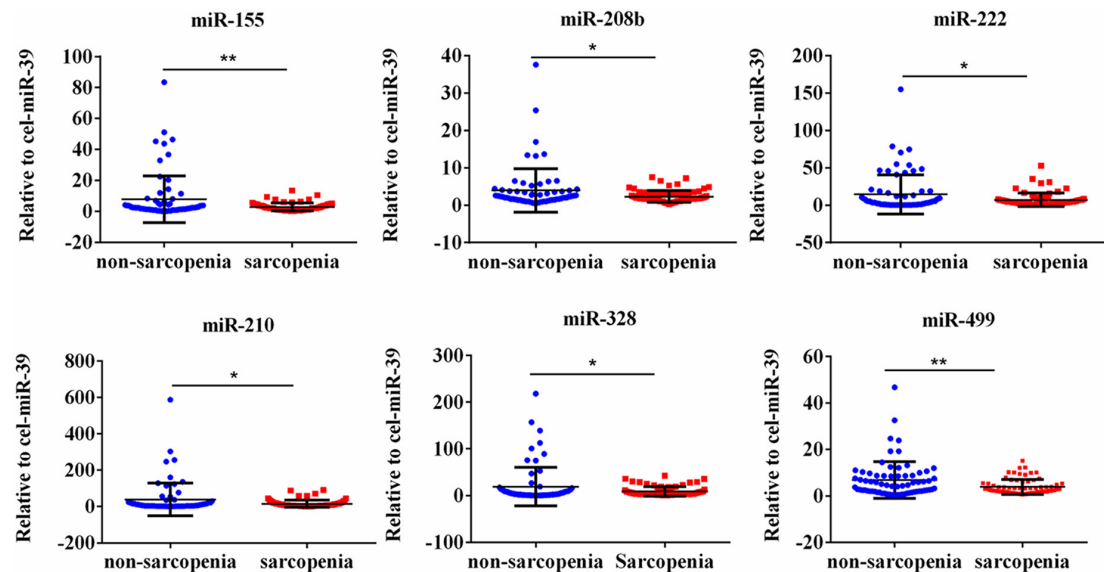 miR-155
Relative to cel-miR-39
100
80
60
40
20
0
-20
**
non-sarcopenia sarcopenia
miR-208b
Relative to cel-miR-39
40
30
20
10
0
-10
*
non-sarcopenia sarcopenia
miR-222
Relative to cel-miR-39
200
150
100
50
0
-50
*
non-sarcopenia sarcopenia
miR-210
Relative to cel-miR-39
800
600
400
200
0
-200
*
non-sarcopenia sarcopenia
miR-328
Relative to cel-miR-39
300
200
100
0
-100
*
non-sarcopenia Sarcopenia
miR-499
Relative to cel-miR-39
60
40
20
0
-20
**
non-sarcopenia sarcopenia